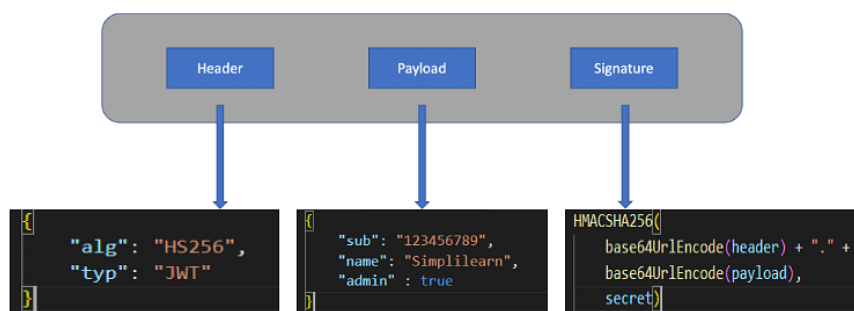 Header
Payload
Signature
{
"alg": "HS256",
"typ": "JWT"
}
{
"sub": "123456789",
"name": "Simplilearn",
"admin" : true
}
HMACSHA256(
base64UrlEncode(header) + "." +
base64UrlEncode(payload),
secret)